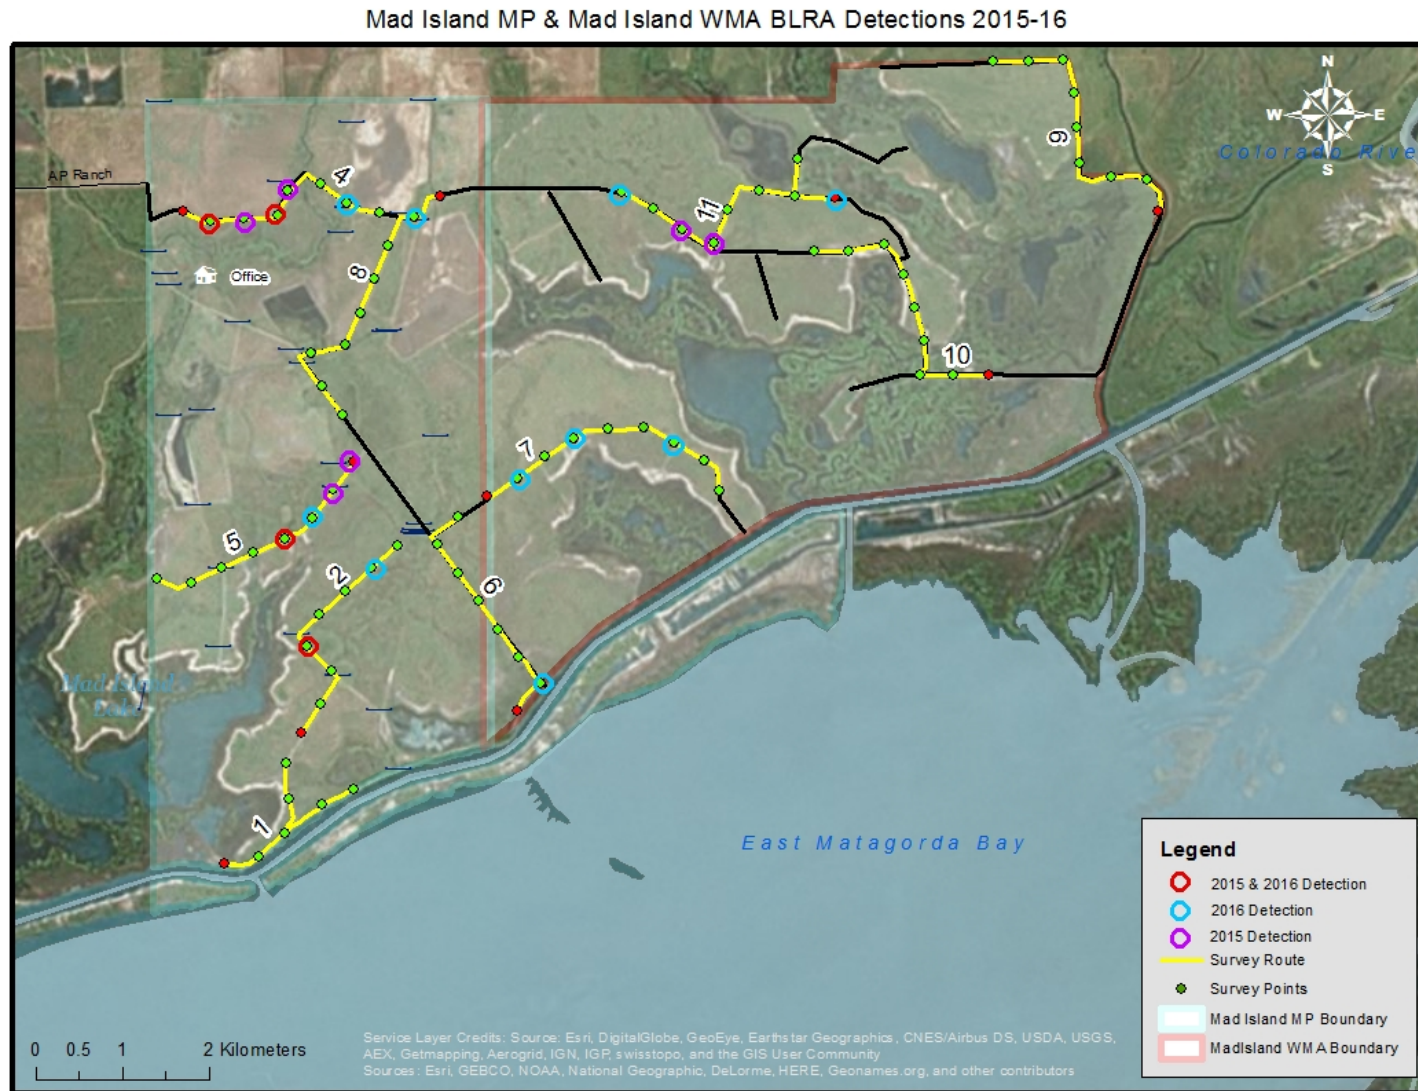 Mad Island MP & Mad Island WMA BLRA Detections 2015-16
N
W E
S
Colorado River
AP Ranch
4
11
9
8
Office
10
7
5
2
6
Mad Island
Lake
1
East Matagorda Bay
Legend
2015 & 2016 Detection
2016 Detection
2015 Detection
Survey Route
Survey Points
Mad Island MP Boundary
MadIsland WMA Boundary
0 0.5 1 2 Kilometers
Service Layer Credits: Source: Esri, DigitalGlobe, GeoEye, Earthstar Geographics, CNES/Airbus DS, USDA, USGS,
AEX, Getmapping, Aerogrid, IGN, IGP, swisstopo, and the GIS User Community
Sources: Esri, GEBCO, NOAA, National Geographic, DeLorme, HERE, Geonames.org, and other contributors